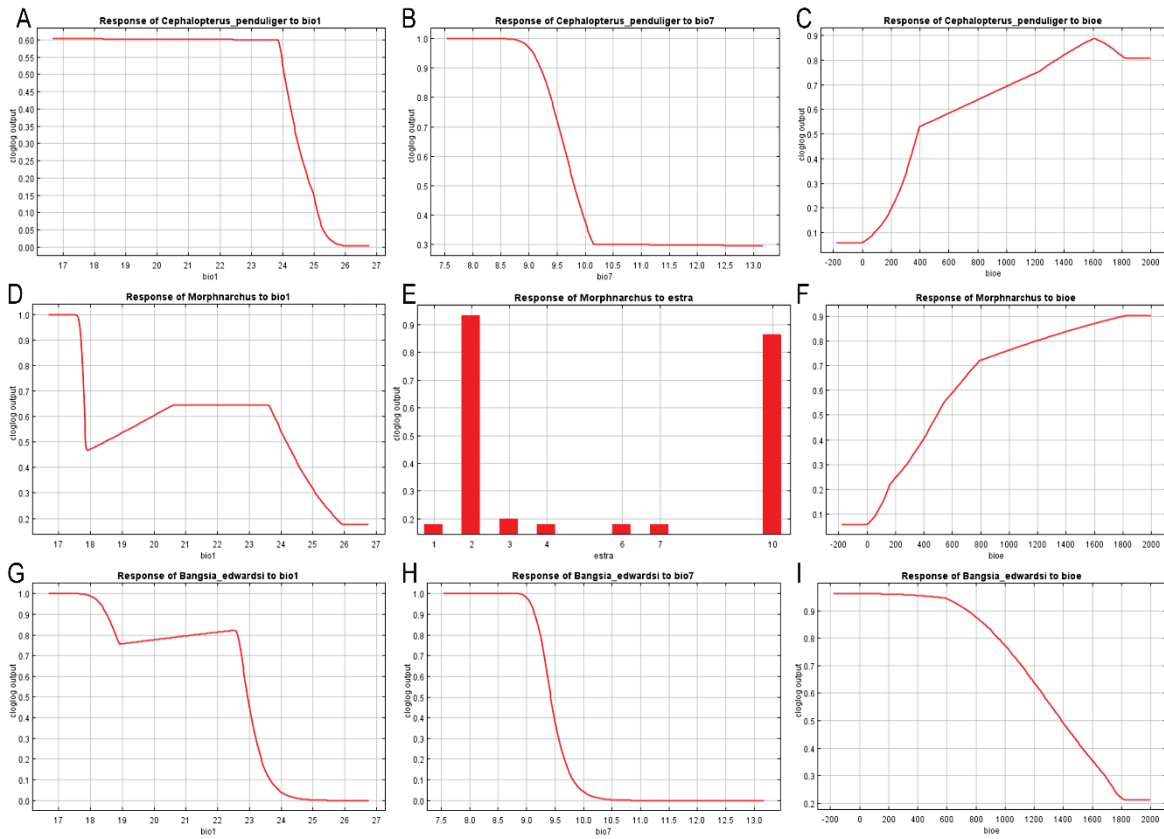 A
Response of Cephalopterus_penduliger to bio1
cloglog output
0.60
0.55
0.50
0.45
0.40
0.35
0.30
0.25
0.20
0.15
0.10
0.05
0.00
17 18 19 20 21 22 23 24 25 26 27
bio1
B
Response of Cephalopterus_penduliger to bio7
cloglog output
1.0
0.9
0.8
0.7
0.6
0.5
0.4
0.3
7.5 8.0 8.5 9.0 9.5 10.0 10.5 11.0 11.5 12.0 12.5 13.0
bio7
C
Response of Cephalopterus_penduliger to bioe
cloglog output
0.9
0.8
0.7
0.6
0.5
0.4
0.3
0.2
0.1
-200 0 200 400 600 800 1000 1200 1400 1600 1800 2000
bioe
D
Response of Morphnarchus to bio1
cloglog output
1.0
0.9
0.8
0.7
0.6
0.5
0.4
0.3
0.2
17 18 19 20 21 22 23 24 25 26 27
bio1
E
Response of Morphnarchus to estra
cloglog output
0.9
0.8
0.7
0.6
0.5
0.4
0.3
0.2
1 2 3 4 6 7 10
estra
F
Response of Morphnarchus to bioe
cloglog output
0.9
0.8
0.7
0.6
0.5
0.4
0.3
0.2
0.1
-200 0 200 400 600 800 1000 1200 1400 1600 1800 2000
bioe
G
Response of Bangsia_edwardsi to bio1
cloglog output
1.0
0.9
0.8
0.7
0.6
0.5
0.4
0.3
0.2
0.1
0.0
17 18 19 20 21 22 23 24 25 26 27
bio1
H
Response of Bangsia_edwardsi to bio7
cloglog output
1.0
0.9
0.8
0.7
0.6
0.5
0.4
0.3
0.2
0.1
0.0
7.5 8.0 8.5 9.0 9.5 10.0 10.5 11.0 11.5 12.0 12.5 13.0
bio7
I
Response of Bangsia_edwardsi to bioe
cloglog output
0.9
0.8
0.7
0.6
0.5
0.4
0.3
0.2
-200 0 200 400 600 800 1000 1200 1400 1600 1800 2000
bioe